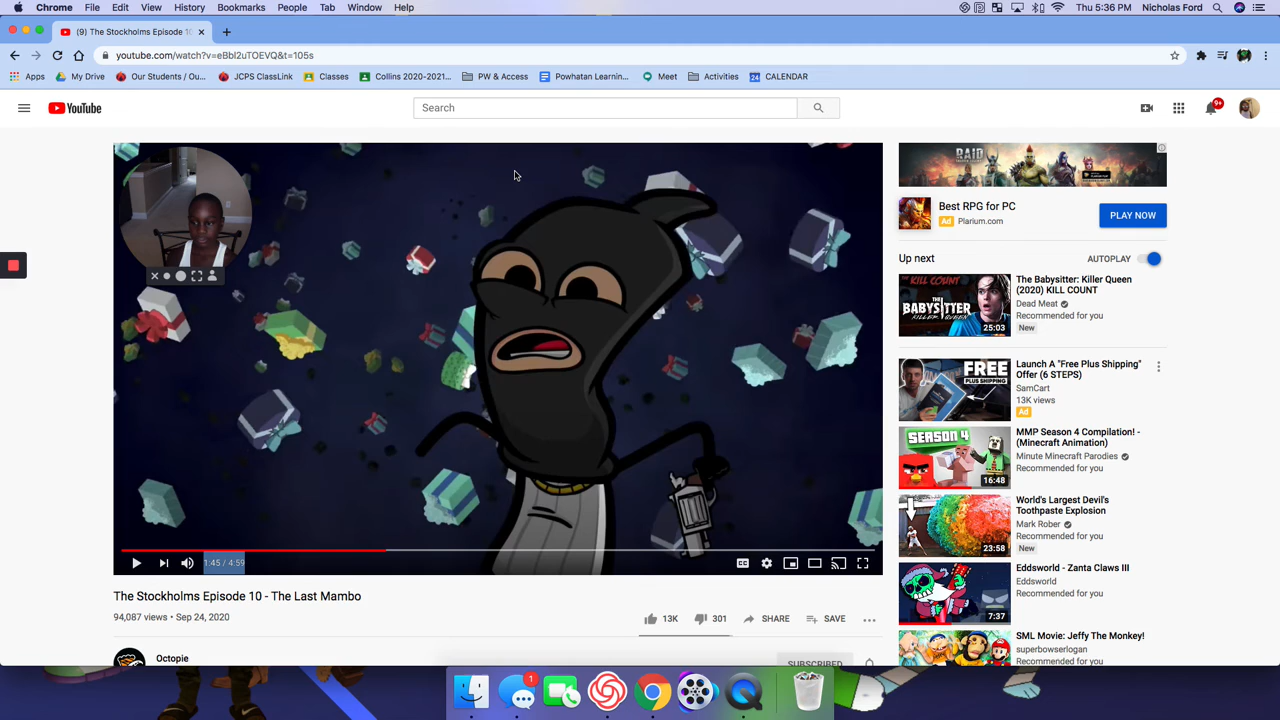 Chrome File Edit View History Bookmarks People Tab Window Help Thu 5:36 PM Nicholas Ford
(9) The Stockholms Episode 10
youtube.com/watch?v=eBbl2uTOEVQ&t=105s
Apps My Drive Our Students / Ou... JCPS ClassLink Classes Collins 2020-2021... PW & Access Powhatan Learnin... Meet Activities 24 CALENDAR
YouTube Search 9+
RAID
Best RPG for PC
Ad Plarium.com
PLAY NOW
Up next AUTOPLAY
KILL COUNT
THE BABYSITTER
KILLER QUEEN
25:03
The Babysitter: Killer Queen
(2020) KILL COUNT
Dead Meat
Recommended for you
New
FREE
PLUS SHIPPING
Launch A "Free Plus Shipping"
Offer (6 STEPS)
SamCart
13K views
Ad
SEASON 4
16:48
MMP Season 4 Compilation! -
(Minecraft Animation)
Minute Minecraft Parodies
Recommended for you
23:58
World's Largest Devil's
Toothpaste Explosion
Mark Rober
Recommended for you
New
7:37
Eddsworld - Zanta Claws III
Eddsworld
Recommended for you
SML Movie: Jeffy The Monkey!
superbowserlogan
Recommended for you
1:45 / 4:59
CC
The Stockholms Episode 10 - The Last Mambo
94,087 views • Sep 24, 2020
13K 301 SHARE SAVE
Octopie
SUBSCRIBED
1